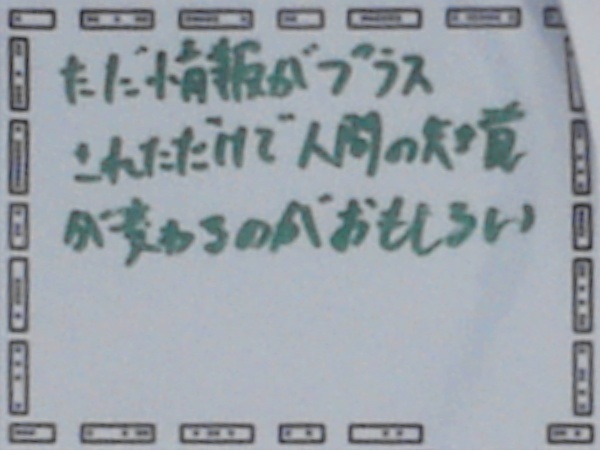 ただ情報がプラス
されただけで人間の知覚
が変わるのがおもしろい